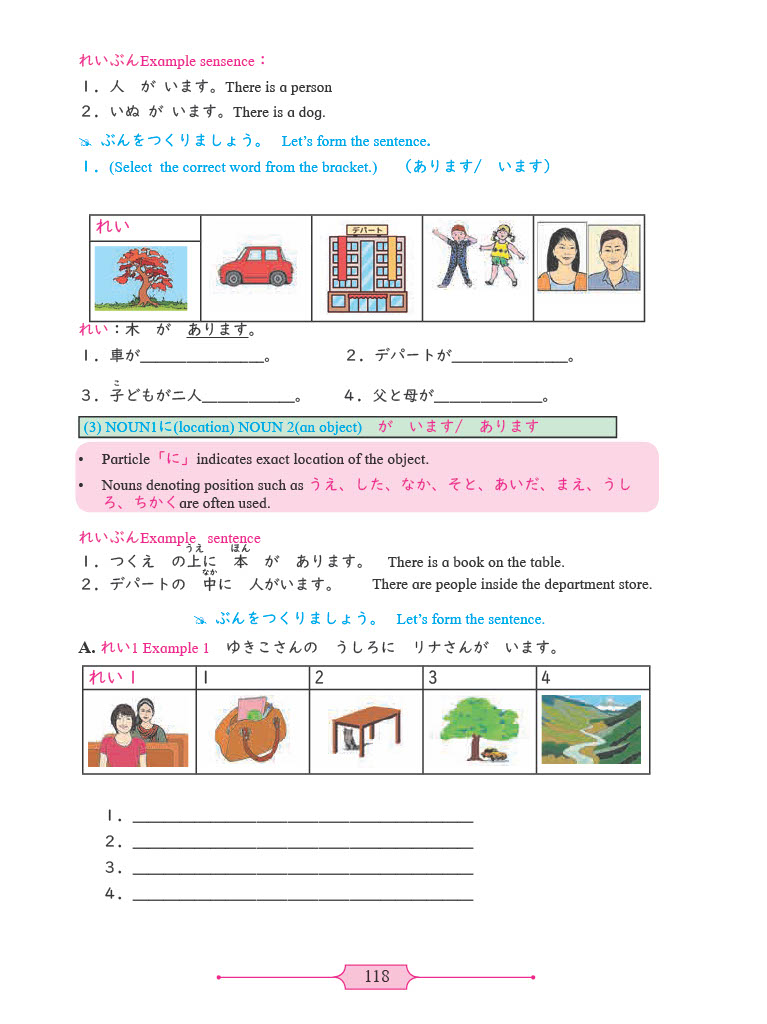 れいぶんExample sensence：
１．人　が います。There is a person
２．いぬ が います。There is a dog.
ぶんをつくりましょう。 Let's form the sentence.
１．(Select the correct word from the bracket.)　（あります/　います）
れい
デパート
れい：木　が　あります。
１．車が________________。　２．デパートが_______________。
こ
３．子どもが二人____________。　４．父と母が______________。
(3) NOUN1に(location) NOUN 2(an object)　が　います/　あります
• Particle「に」indicates exact location of the object.
• Nouns denoting position such as うえ、した、なか、そと、あいだ、まえ、うし
ろ、ちかくare often used.
れいぶんExample sentence
うえ　ほん
１．つくえ　の上に　本　が　あります。　There is a book on the table.
なか
２．デパートの　中に　人がいます。　There are people inside the department store.
ぶんをつくりましょう。 Let's form the sentence.
A. れい1 Example 1　ゆきこさんの　うしろに　リナさんが　います。
れい１ 1 2 3 4
１．____________________________________________
２．____________________________________________
３．____________________________________________
４．____________________________________________
118